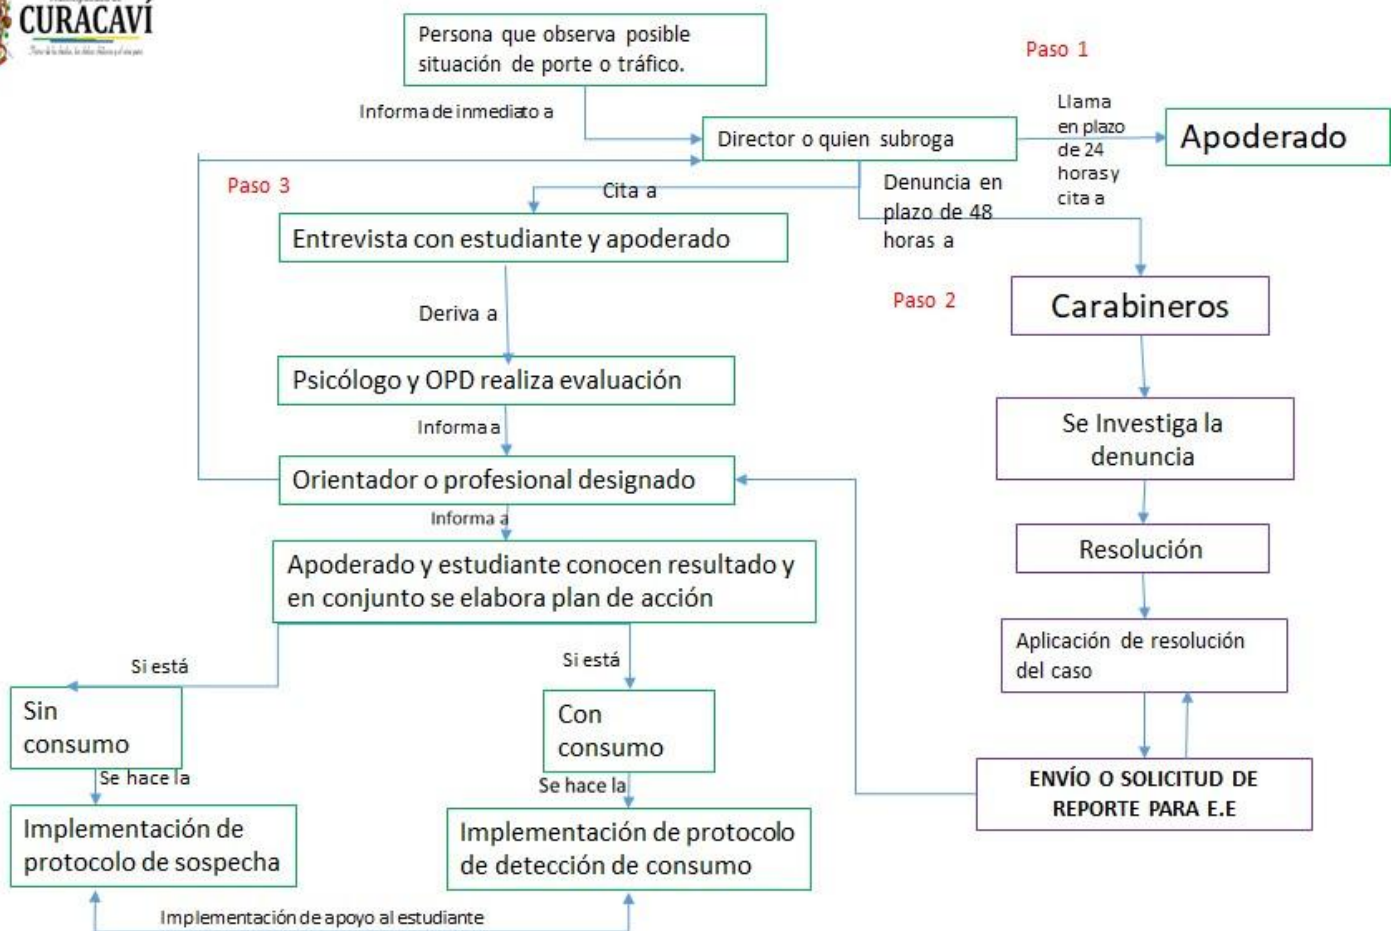 CURACAVÍ
Persona que observa posible
situación de porte o tráfico.
Paso 1
Informa de inmediato a
Director o quien subroga
Llama
en plazo
de 24
horas y
cita a
Apoderado
Paso 3
Cita a
Denuncia en
plazo de 48
horas a
Entrevista con estudiante y apoderado
Paso 2
Carabineros
Deriva a
Psicólogo y OPD realiza evaluación
Se Investiga la
denuncia
Informa a
Orientador o profesional designado
Informa a
Resolución
Apoderado y estudiante conocen resultado y
en conjunto se elabora plan de acción
Aplicación de resolución
del caso
Si está
Si está
Sin
consumo
Con
consumo
Se hace la
Se hace la
ENVÍO O SOLICITUD DE
REPORTE PARA E.E
Implementación de
protocolo de sospecha
Implementación de protocolo
de detección de consumo
Implementación de apoyo al estudiante